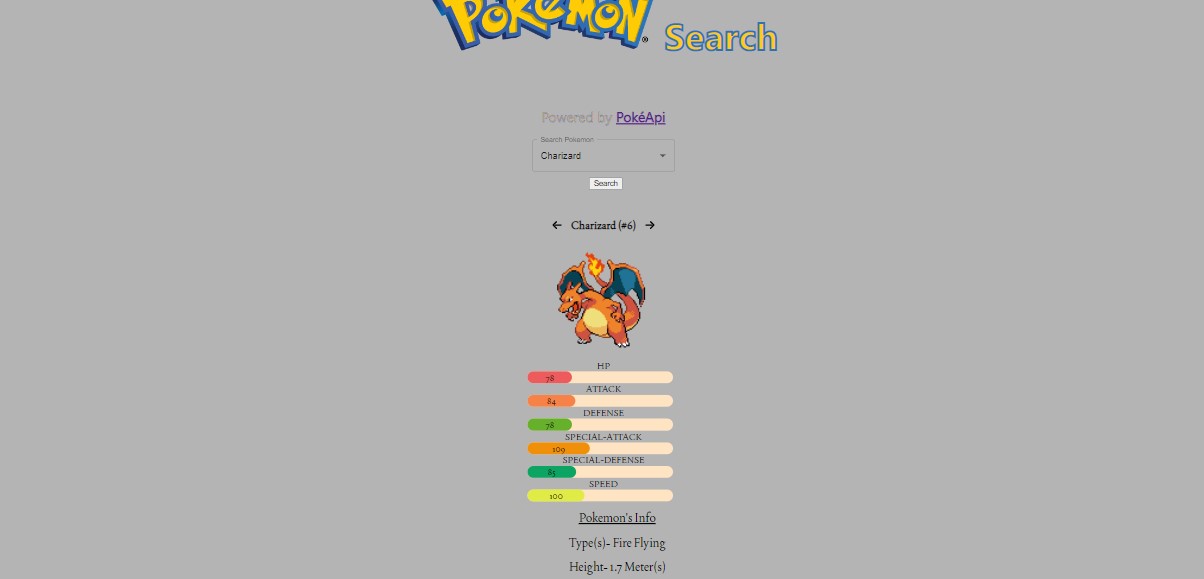 POKéMON® Search
Powered by PokéApi
Search Pokemon
Charizard
Search
Charizard (#6)
HP
78
ATTACK
84
DEFENSE
78
SPECIAL-ATTACK
109
SPECIAL-DEFENSE
85
SPEED
100
Pokemon's Info
Type(s)- Fire Flying
Height- 1.7 Meter(s)